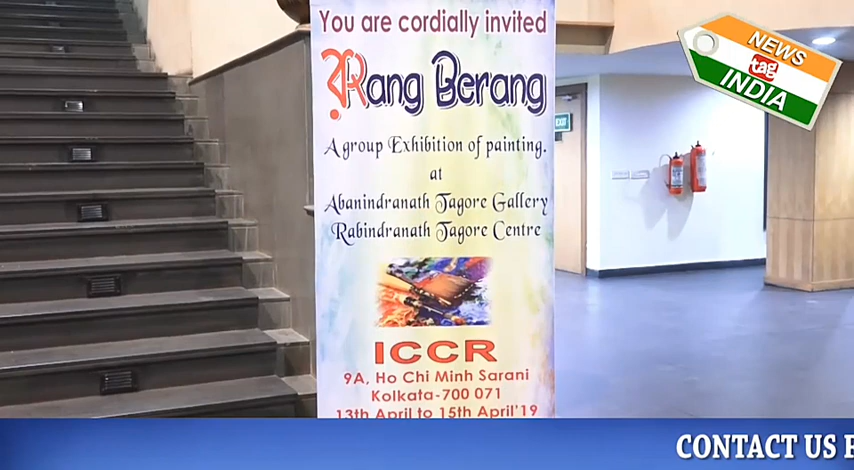 You are cordially invited
রংRang Berang
A group Exhibition of painting.
at
Abanindranath Tagore Gallery
Rabindranath Tagore Centre
ICCR
9A, Ho Chi Minh Sarani
Kolkata-700 071
13th April to 15th April'19
NEWS
tag
INDIA
EXIT
CONTACT US